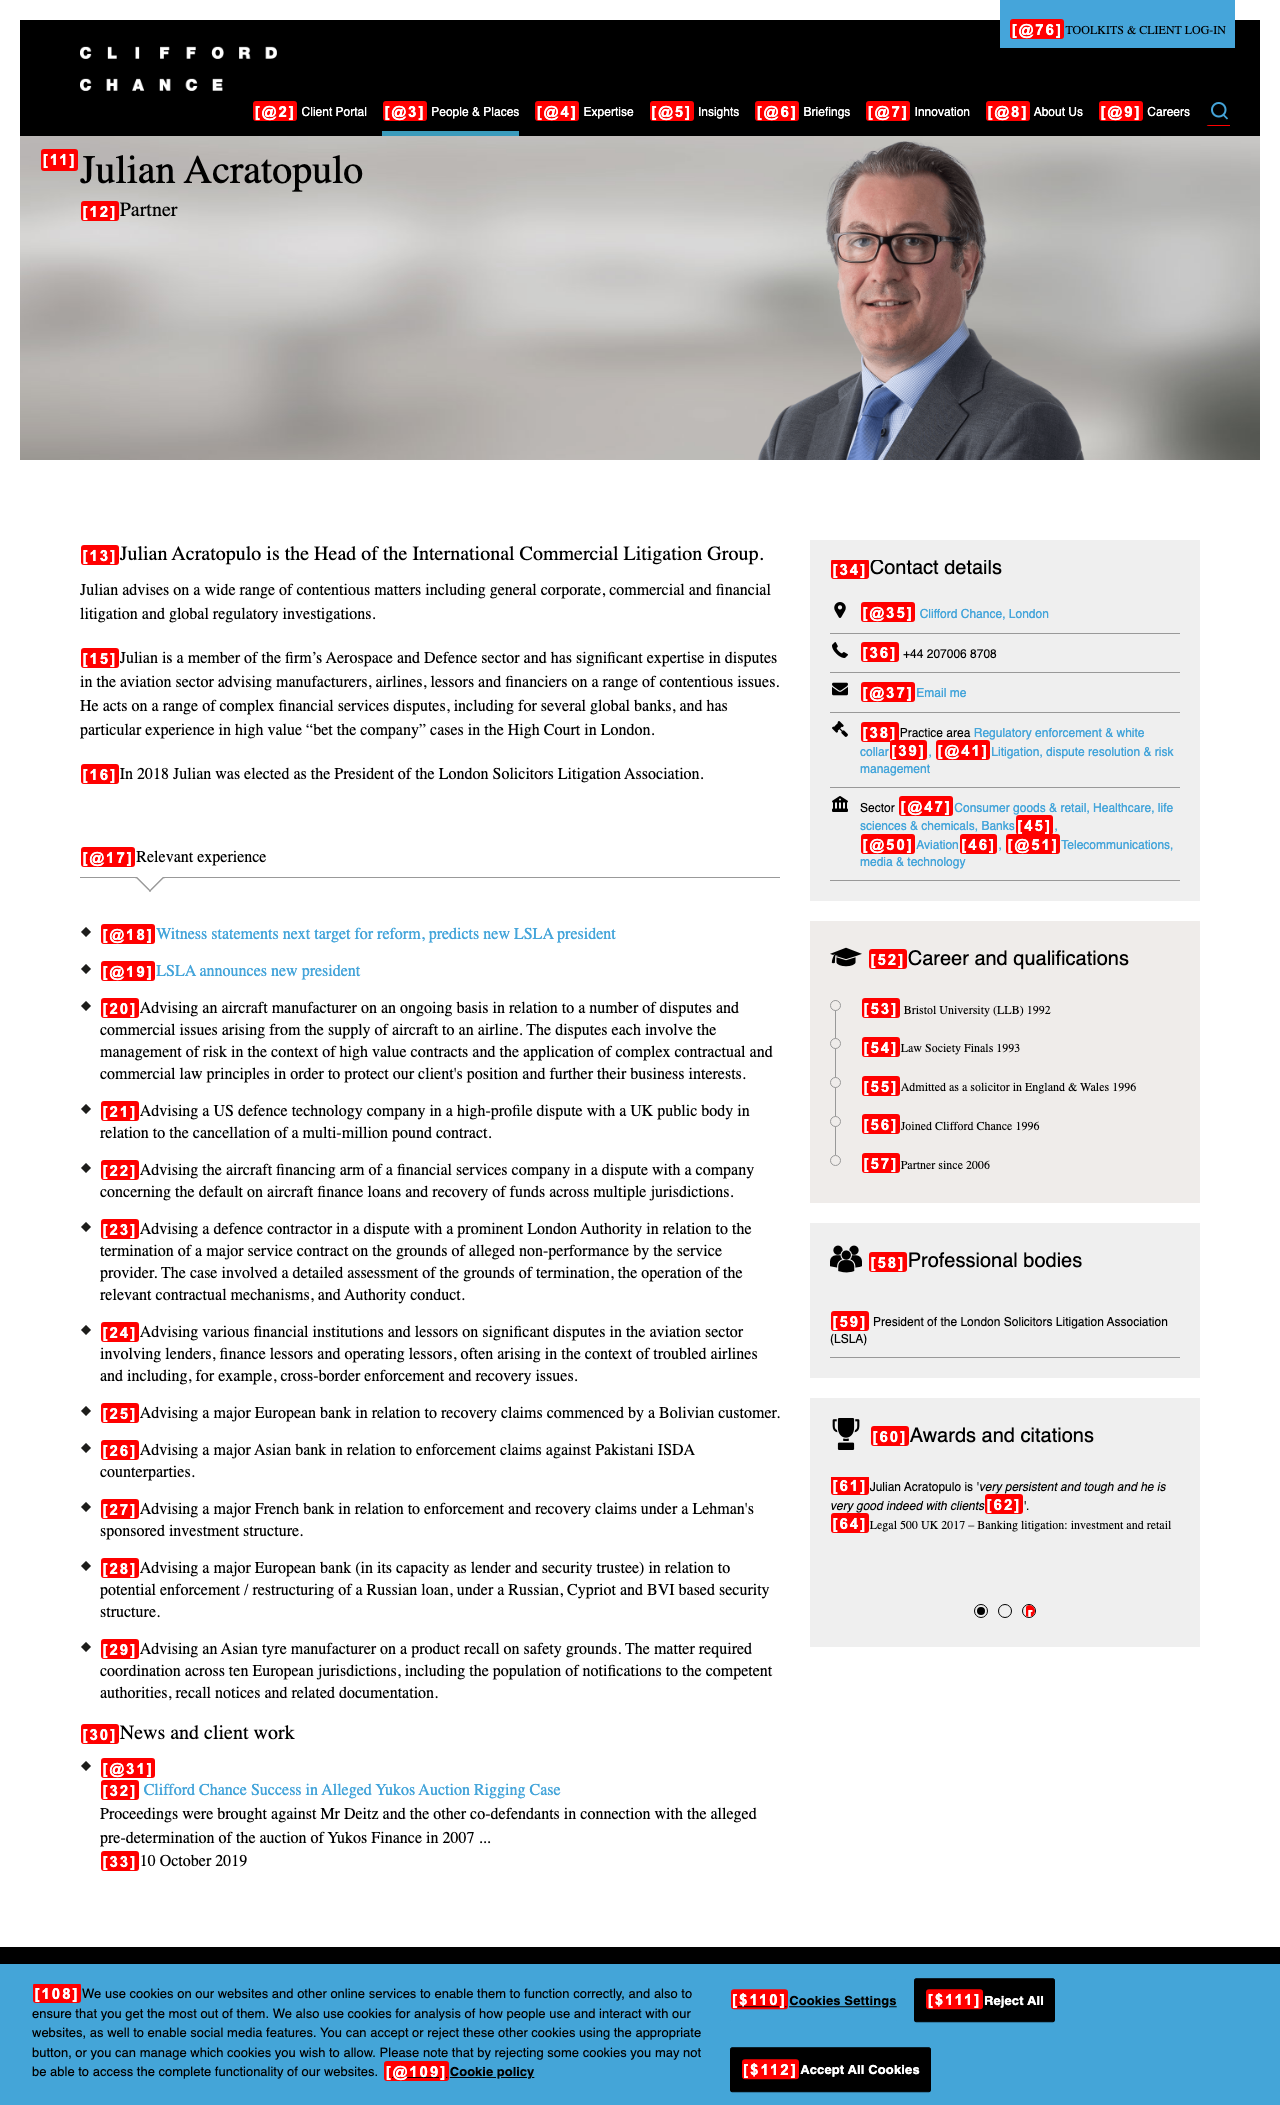 [@76] TOOLKITS & CLIENT LOG-IN
CLIFFORD
CHANCE
[@2] Client Portal [@3] People & Places [@4] Expertise [@5] Insights [@6] Briefings [@7] Innovation [@8] About Us [@9] Careers
[11] Julian Acratopulo
[12] Partner
[13] Julian Acratopulo is the Head of the International Commercial Litigation Group.
Julian advises on a wide range of contentious matters including general corporate, commercial and financial
litigation and global regulatory investigations.
[15] Julian is a member of the firm's Aerospace and Defence sector and has significant expertise in disputes
in the aviation sector advising manufacturers, airlines, lessors and financiers on a range of contentious issues.
He acts on a range of complex financial services disputes, including for several global banks, and has
particular experience in high value “bet the company” cases in the High Court in London.
[16] In 2018 Julian was elected as the President of the London Solicitors Litigation Association.
[@17] Relevant experience
[@18] Witness statements next target for reform, predicts new LSLA president
[@19] LSLA announces new president
[20] Advising an aircraft manufacturer on an ongoing basis in relation to a number of disputes and
commercial issues arising from the supply of aircraft to an airline. The disputes each involve the
management of risk in the context of high value contracts and the application of complex contractual and
commercial law principles in order to protect our client's position and further their business interests.
[21] Advising a US defence technology company in a high-profile dispute with a UK public body in
relation to the cancellation of a multi-million pound contract.
[22] Advising the aircraft financing arm of a financial services company in a dispute with a company
concerning the default on aircraft finance loans and recovery of funds across multiple jurisdictions.
[23] Advising a defence contractor in a dispute with a prominent London Authority in relation to the
termination of a major service contract on the grounds of alleged non-performance by the service
provider. The case involved a detailed assessment of the grounds of termination, the operation of the
relevant contractual mechanisms, and Authority conduct.
[24] Advising various financial institutions and lessors on significant disputes in the aviation sector
involving lenders, finance lessors and operating lessors, often arising in the context of troubled airlines
and including, for example, cross-border enforcement and recovery issues.
[25] Advising a major European bank in relation to recovery claims commenced by a Bolivian customer.
[26] Advising a major Asian bank in relation to enforcement claims against Pakistani ISDA
counterparties.
[27] Advising a major French bank in relation to enforcement and recovery claims under a Lehman's
sponsored investment structure.
[28] Advising a major European bank (in its capacity as lender and security trustee) in relation to
potential enforcement / restructuring of a Russian loan, under a Russian, Cypriot and BVI based security
structure.
[29] Advising an Asian tyre manufacturer on a product recall on safety grounds. The matter required
coordination across ten European jurisdictions, including the population of notifications to the competent
authorities, recall notices and related documentation.
[30] News and client work
[@31]
[32] Clifford Chance Success in Alleged Yukos Auction Rigging Case
Proceedings were brought against Mr Deitz and the other co-defendants in connection with the alleged
pre-determination of the auction of Yukos Finance in 2007 ...
[33] 10 October 2019
[34] Contact details
[@35] Clifford Chance, London
[36] +44 207006 8708
[@37] Email me
[38] Practice area Regulatory enforcement & white
collar [39] , [@41] Litigation, dispute resolution & risk
management
Sector [@47] Consumer goods & retail, Healthcare, life
sciences & chemicals, Banks [45] ,
[@50] Aviation [46] , [@51] Telecommunications,
media & technology
[52] Career and qualifications
[53] Bristol University (LLB) 1992
[54] Law Society Finals 1993
[55] Admitted as a solicitor in England & Wales 1996
[56] Joined Clifford Chance 1996
[57] Partner since 2006
[58] Professional bodies
[59] President of the London Solicitors Litigation Association
(LSLA)
[60] Awards and citations
[61] Julian Acratopulo is 'very persistent and tough and he is
very good indeed with clients [62] '.
[64] Legal 500 UK 2017 – Banking litigation: investment and retail
[108] We use cookies on our websites and other online services to enable them to function correctly, and also to
ensure that you get the most out of them. We also use cookies for analysis of how people use and interact with our
websites, as well to enable social media features. You can accept or reject these other cookies using the appropriate
button, or you can manage which cookies you wish to allow. Please note that by rejecting some cookies you may not
be able to access the complete functionality of our websites. [@109] Cookie policy
[$110] Cookies Settings [$111] Reject All
[$112] Accept All Cookies